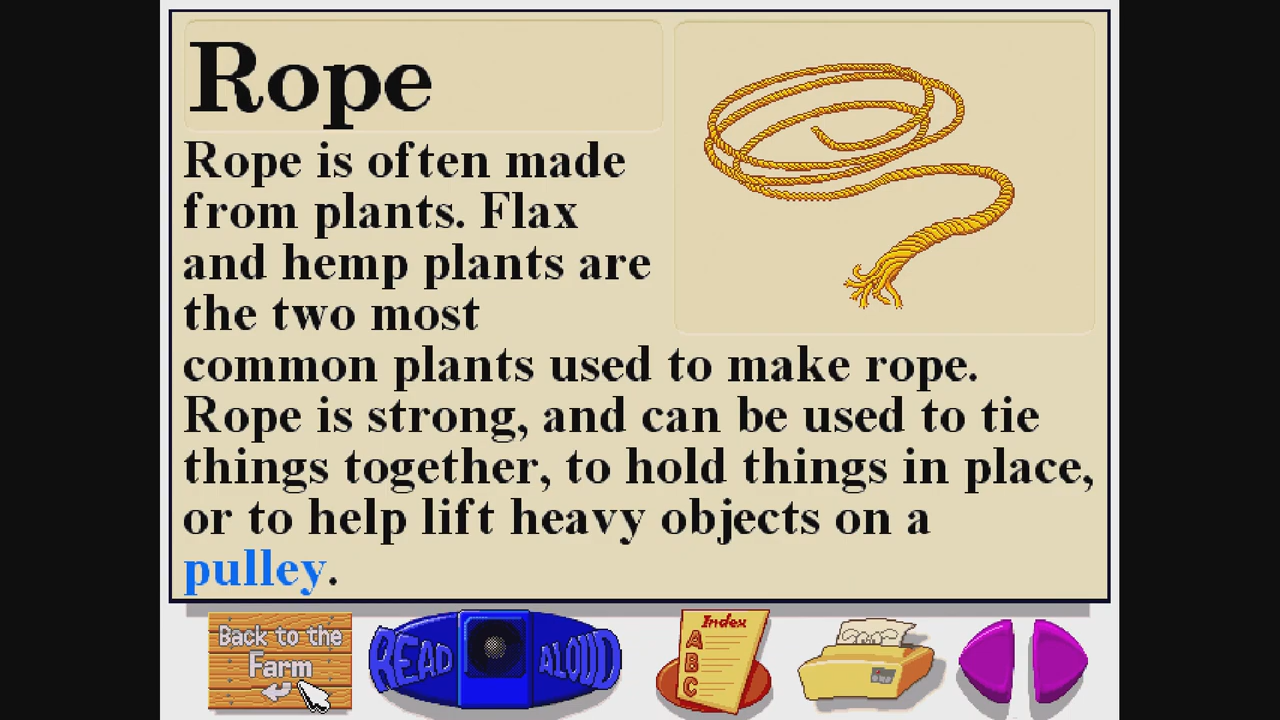 Rope
Rope is often made
from plants. Flax
and hemp plants are
the two most
common plants used to make rope.
Rope is strong, and can be used to tie
things together, to hold things in place,
or to help lift heavy objects on a
pulley.
Back to the
Farm
READ ALOUD
Index
A
B
C